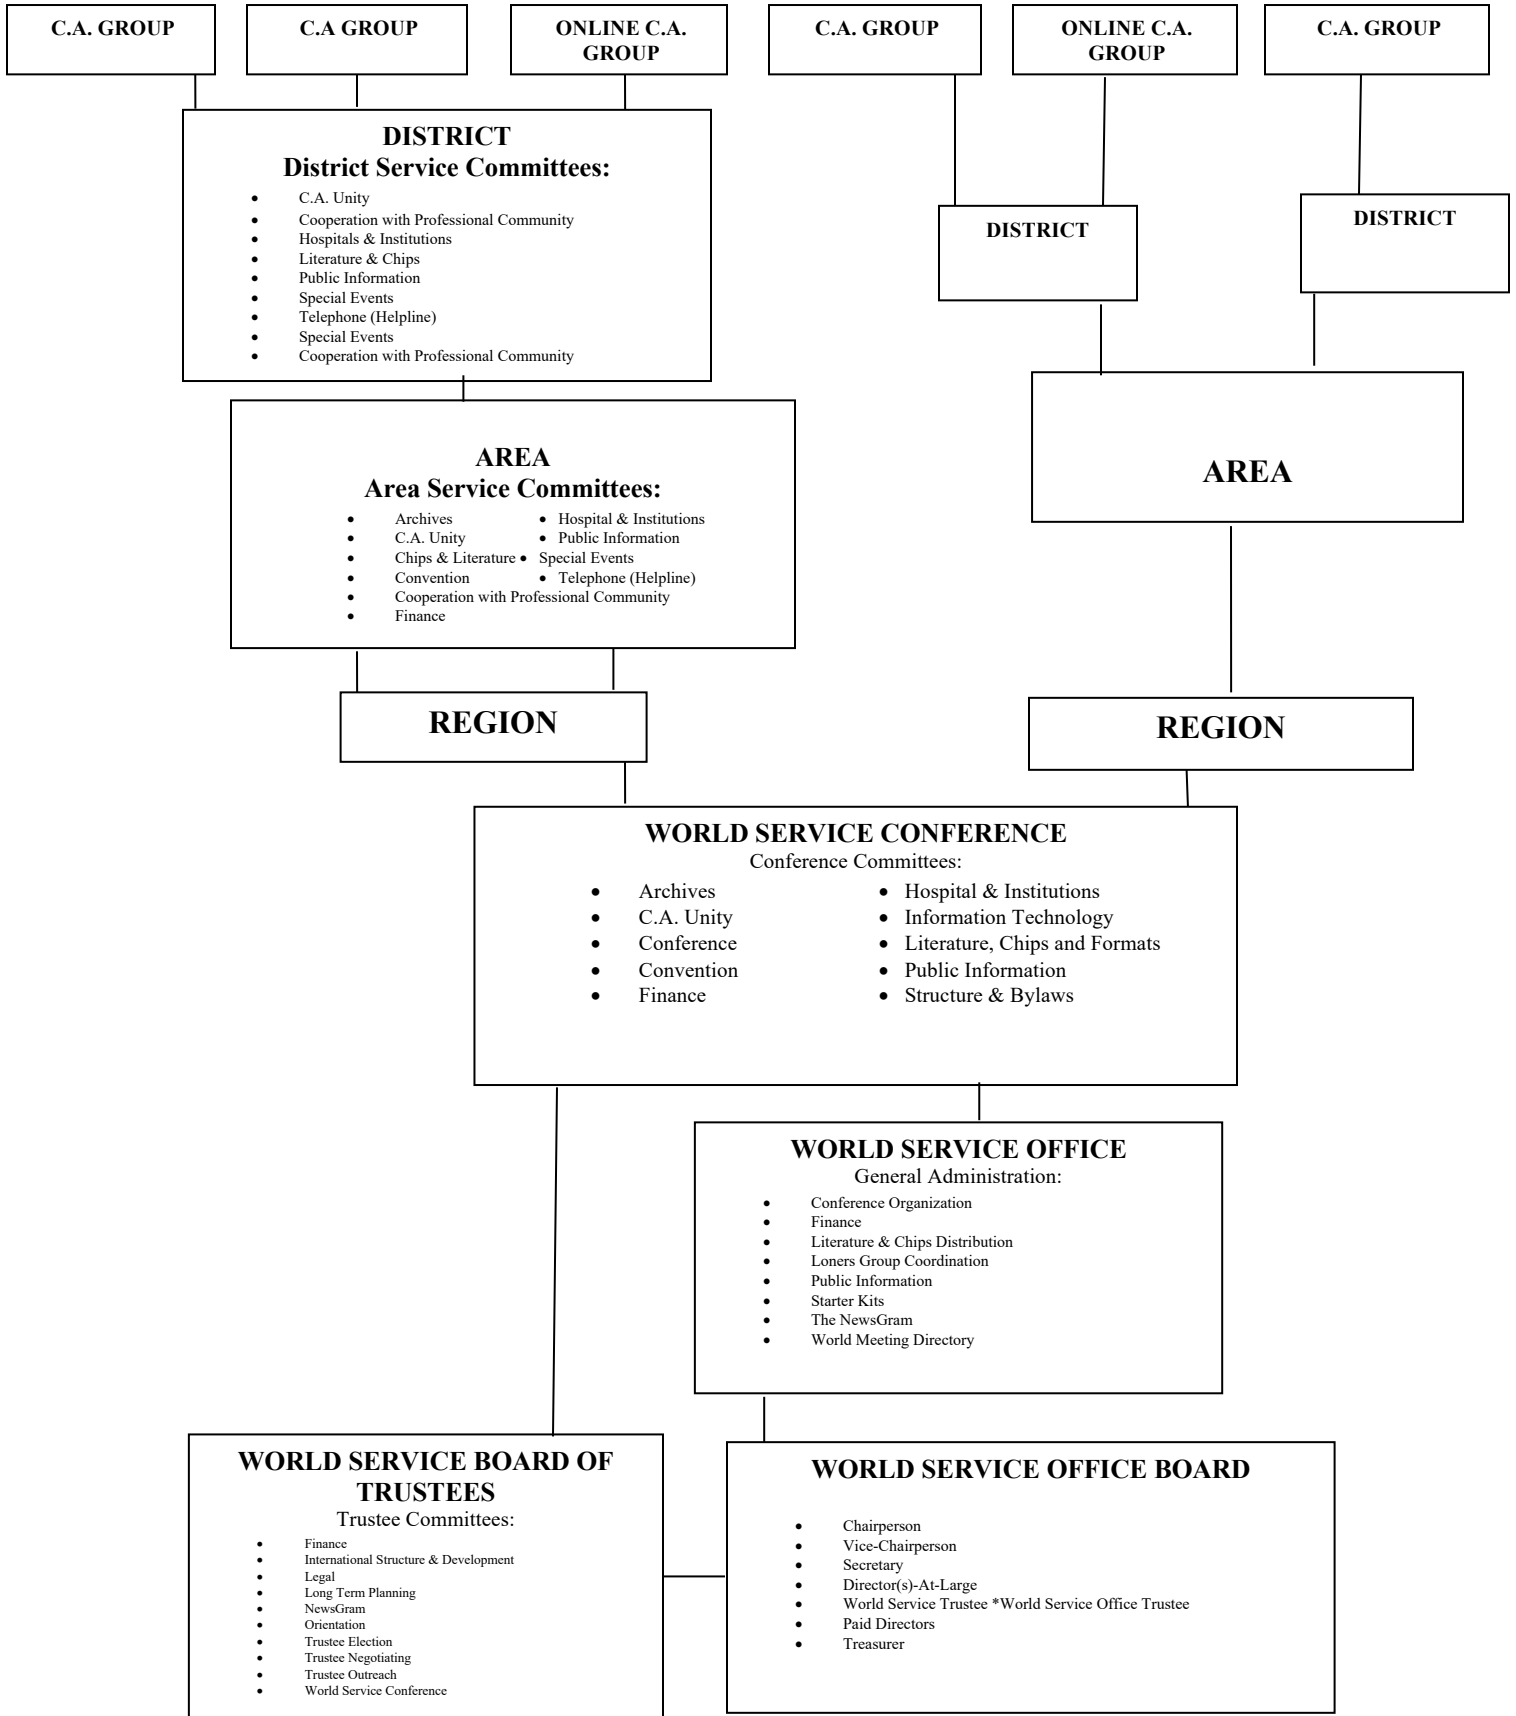 C.A. GROUP
C.A GROUP
ONLINE C.A.
GROUP
C.A. GROUP
ONLINE C.A.
GROUP
C.A. GROUP
DISTRICT
District Service Committees:
• C.A. Unity
• Cooperation with Professional Community
• Hospitals & Institutions
• Literature & Chips
• Public Information
• Special Events
• Telephone (Helpline)
• Special Events
• Cooperation with Professional Community
DISTRICT
DISTRICT
AREA
Area Service Committees:
• Archives • Hospital & Institutions
• C.A. Unity • Public Information
• Chips & Literature • Special Events
• Convention • Telephone (Helpline)
• Cooperation with Professional Community
• Finance
AREA
REGION
REGION
WORLD SERVICE CONFERENCE
Conference Committees:
• Archives • Hospital & Institutions
• C.A. Unity • Information Technology
• Conference • Literature, Chips and Formats
• Convention • Public Information
• Finance • Structure & Bylaws
WORLD SERVICE OFFICE
General Administration:
• Conference Organization
• Finance
• Literature & Chips Distribution
• Loners Group Coordination
• Public Information
• Starter Kits
• The NewsGram
• World Meeting Directory
WORLD SERVICE BOARD OF
TRUSTEES
Trustee Committees:
• Finance
• International Structure & Development
• Legal
• Long Term Planning
• NewsGram
• Orientation
• Trustee Election
• Trustee Negotiating
• Trustee Outreach
• World Service Conference
WORLD SERVICE OFFICE BOARD
• Chairperson
• Vice-Chairperson
• Secretary
• Director(s)-At-Large
• World Service Trustee *World Service Office Trustee
• Paid Directors
• Treasurer